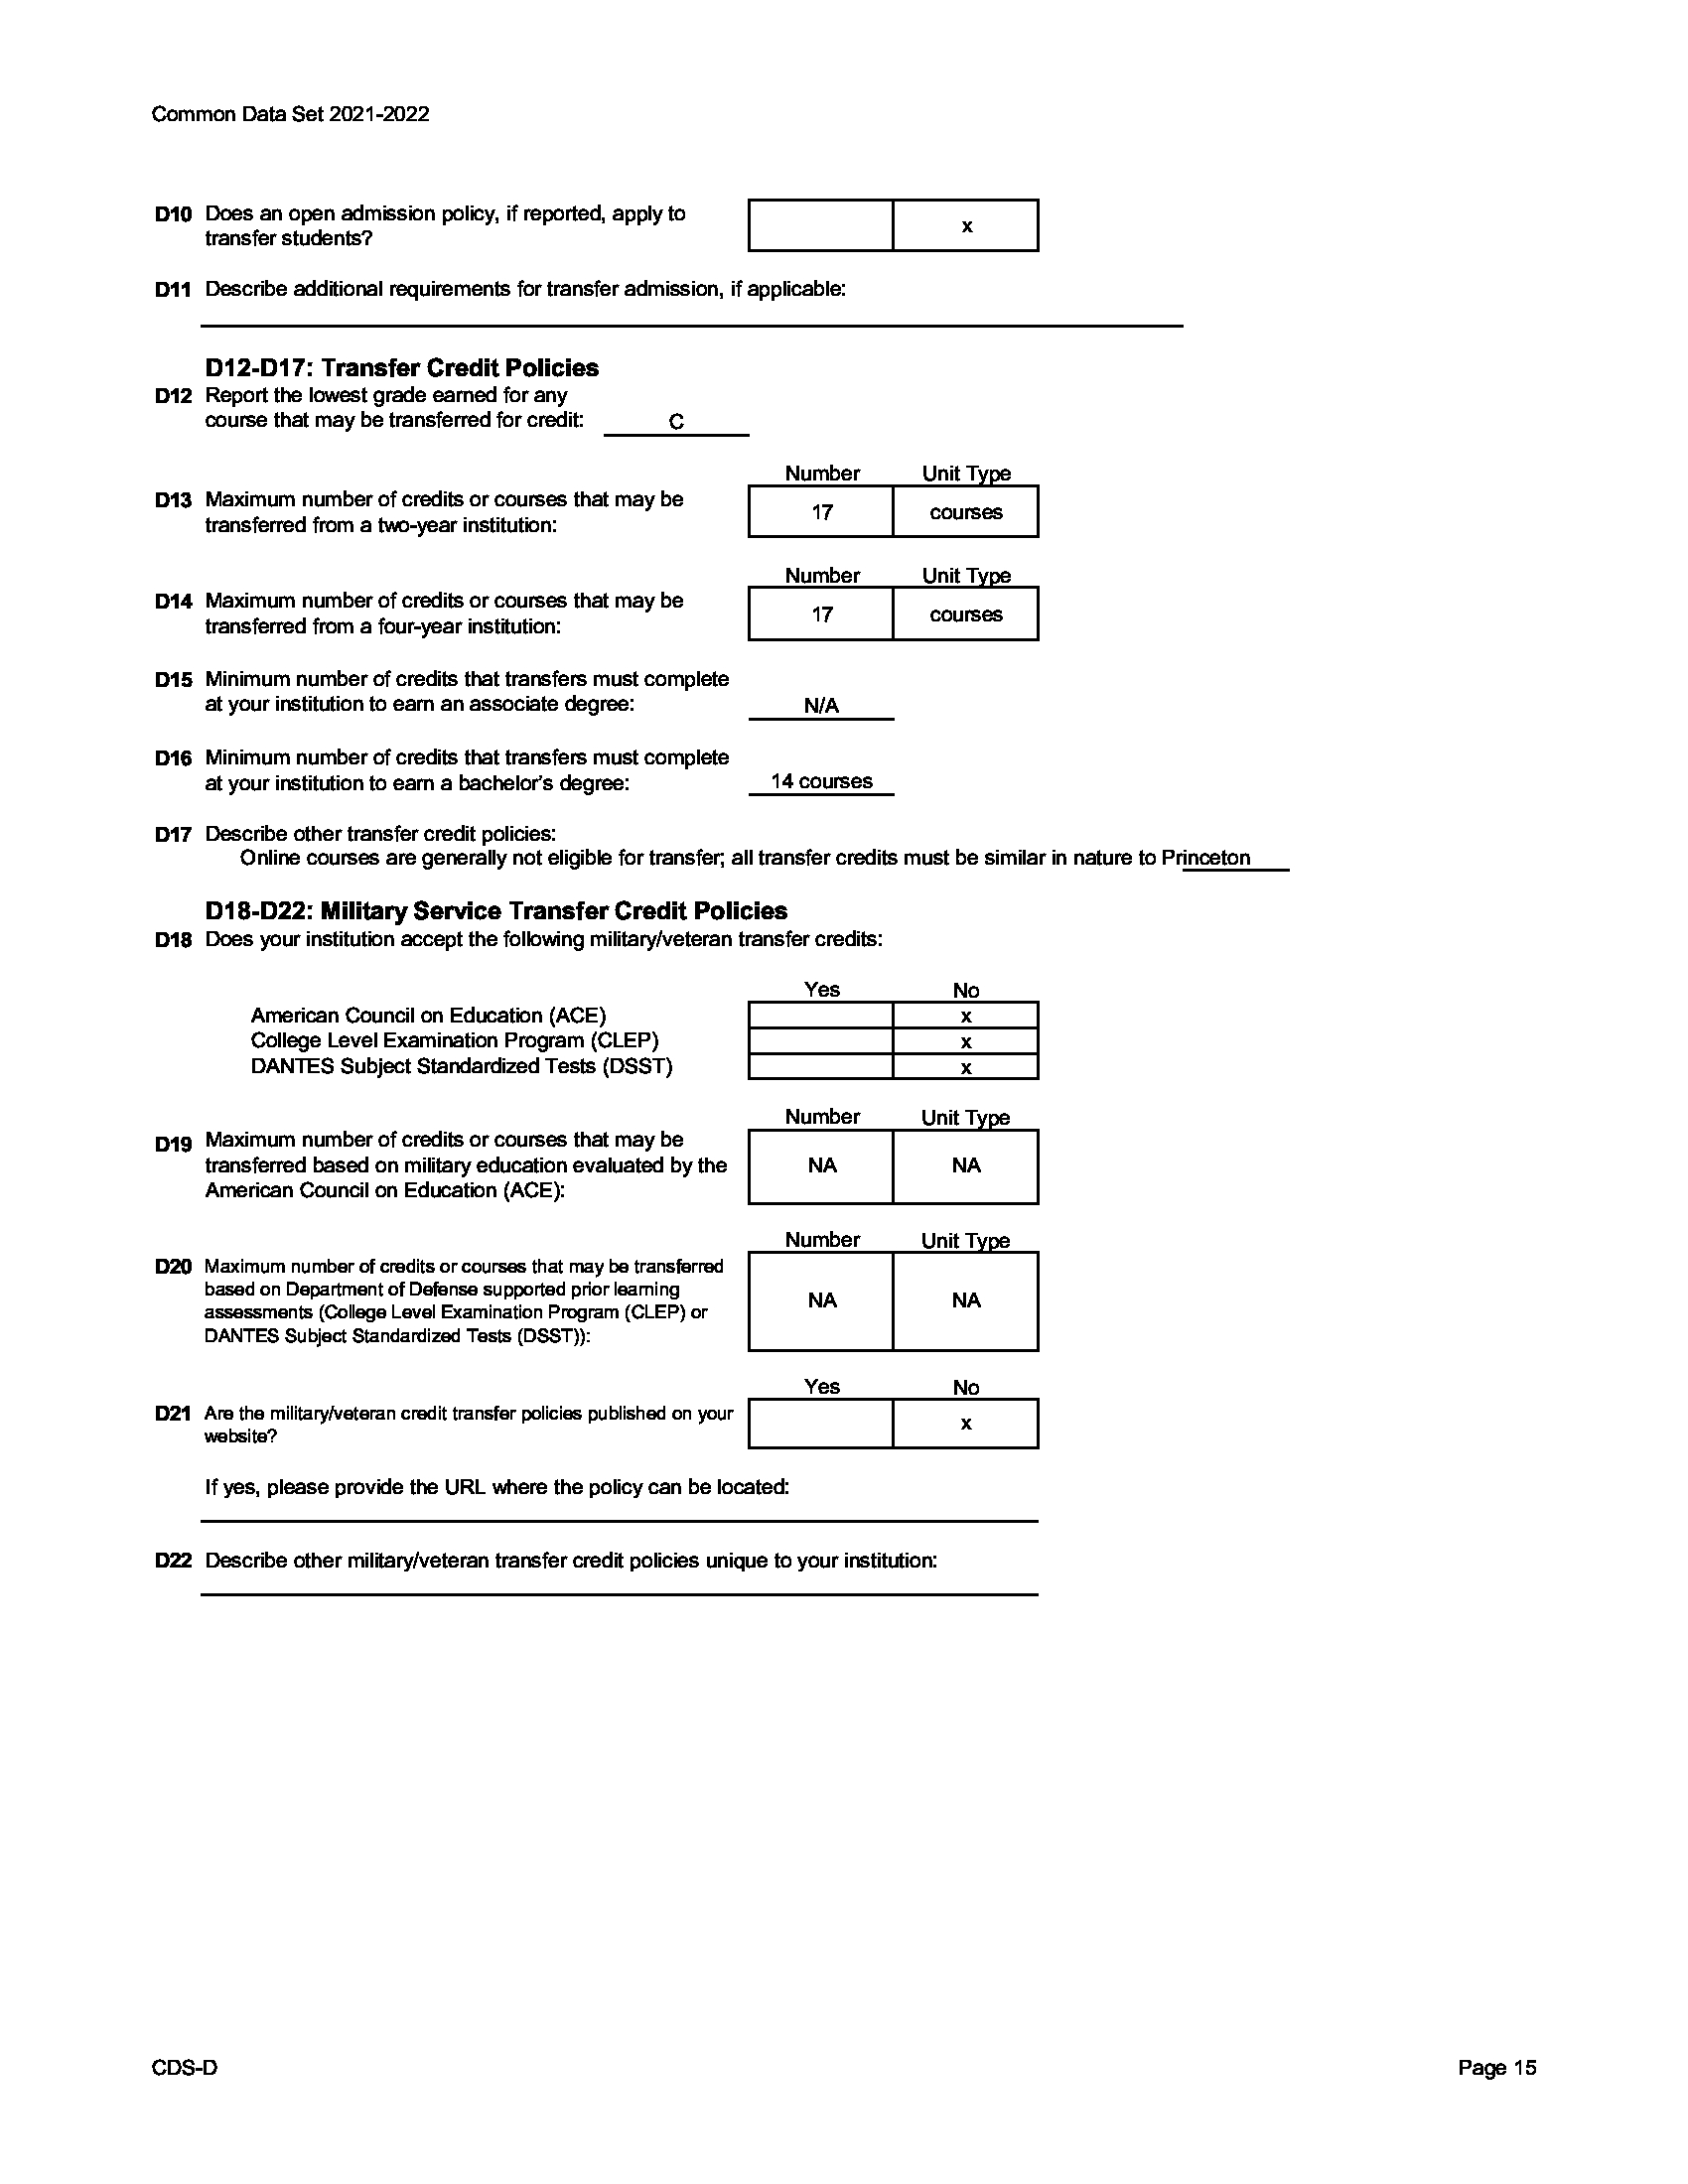 Common Data Set 2021-2022
D10 Does an open admission policy, if reported, apply to
transfer students?
x
D11 Describe additional requirements for transfer admission, if applicable:
D12-D17: Transfer Credit Policies
D12 Report the lowest grade earned for any
course that may be transferred for credit: C
Number Unit Type
D13 Maximum number of credits or courses that may be
transferred from a two-year institution:
17 courses
Number Unit Type
D14 Maximum number of credits or courses that may be
transferred from a four-year institution:
17 courses
D15 Minimum number of credits that transfers must complete
at your institution to earn an associate degree: N/A
D16 Minimum number of credits that transfers must complete
at your institution to earn a bachelor's degree: 14 courses
D17 Describe other transfer credit policies:
Online courses are generally not eligible for transfer; all transfer credits must be similar in nature to Princeton
D18-D22: Military Service Transfer Credit Policies
D18 Does your institution accept the following military/veteran transfer credits:
Yes No
American Council on Education (ACE) x
College Level Examination Program (CLEP) x
DANTES Subject Standardized Tests (DSST) x
Number Unit Type
D19 Maximum number of credits or courses that may be
transferred based on military education evaluated by the NA NA
American Council on Education (ACE):
Number Unit Type
D20 Maximum number of credits or courses that may be transferred
based on Department of Defense supported prior learning
NA NA
assessments (College Level Examination Program (CLEP) or
DANTES Subject Standardized Tests (DSST)):
Yes No
D21 Are the military/veteran credit transfer policies published on your
website?
x
If yes, please provide the URL where the policy can be located:
D22 Describe other military/veteran transfer credit policies unique to your institution:
CDS-D Page 15